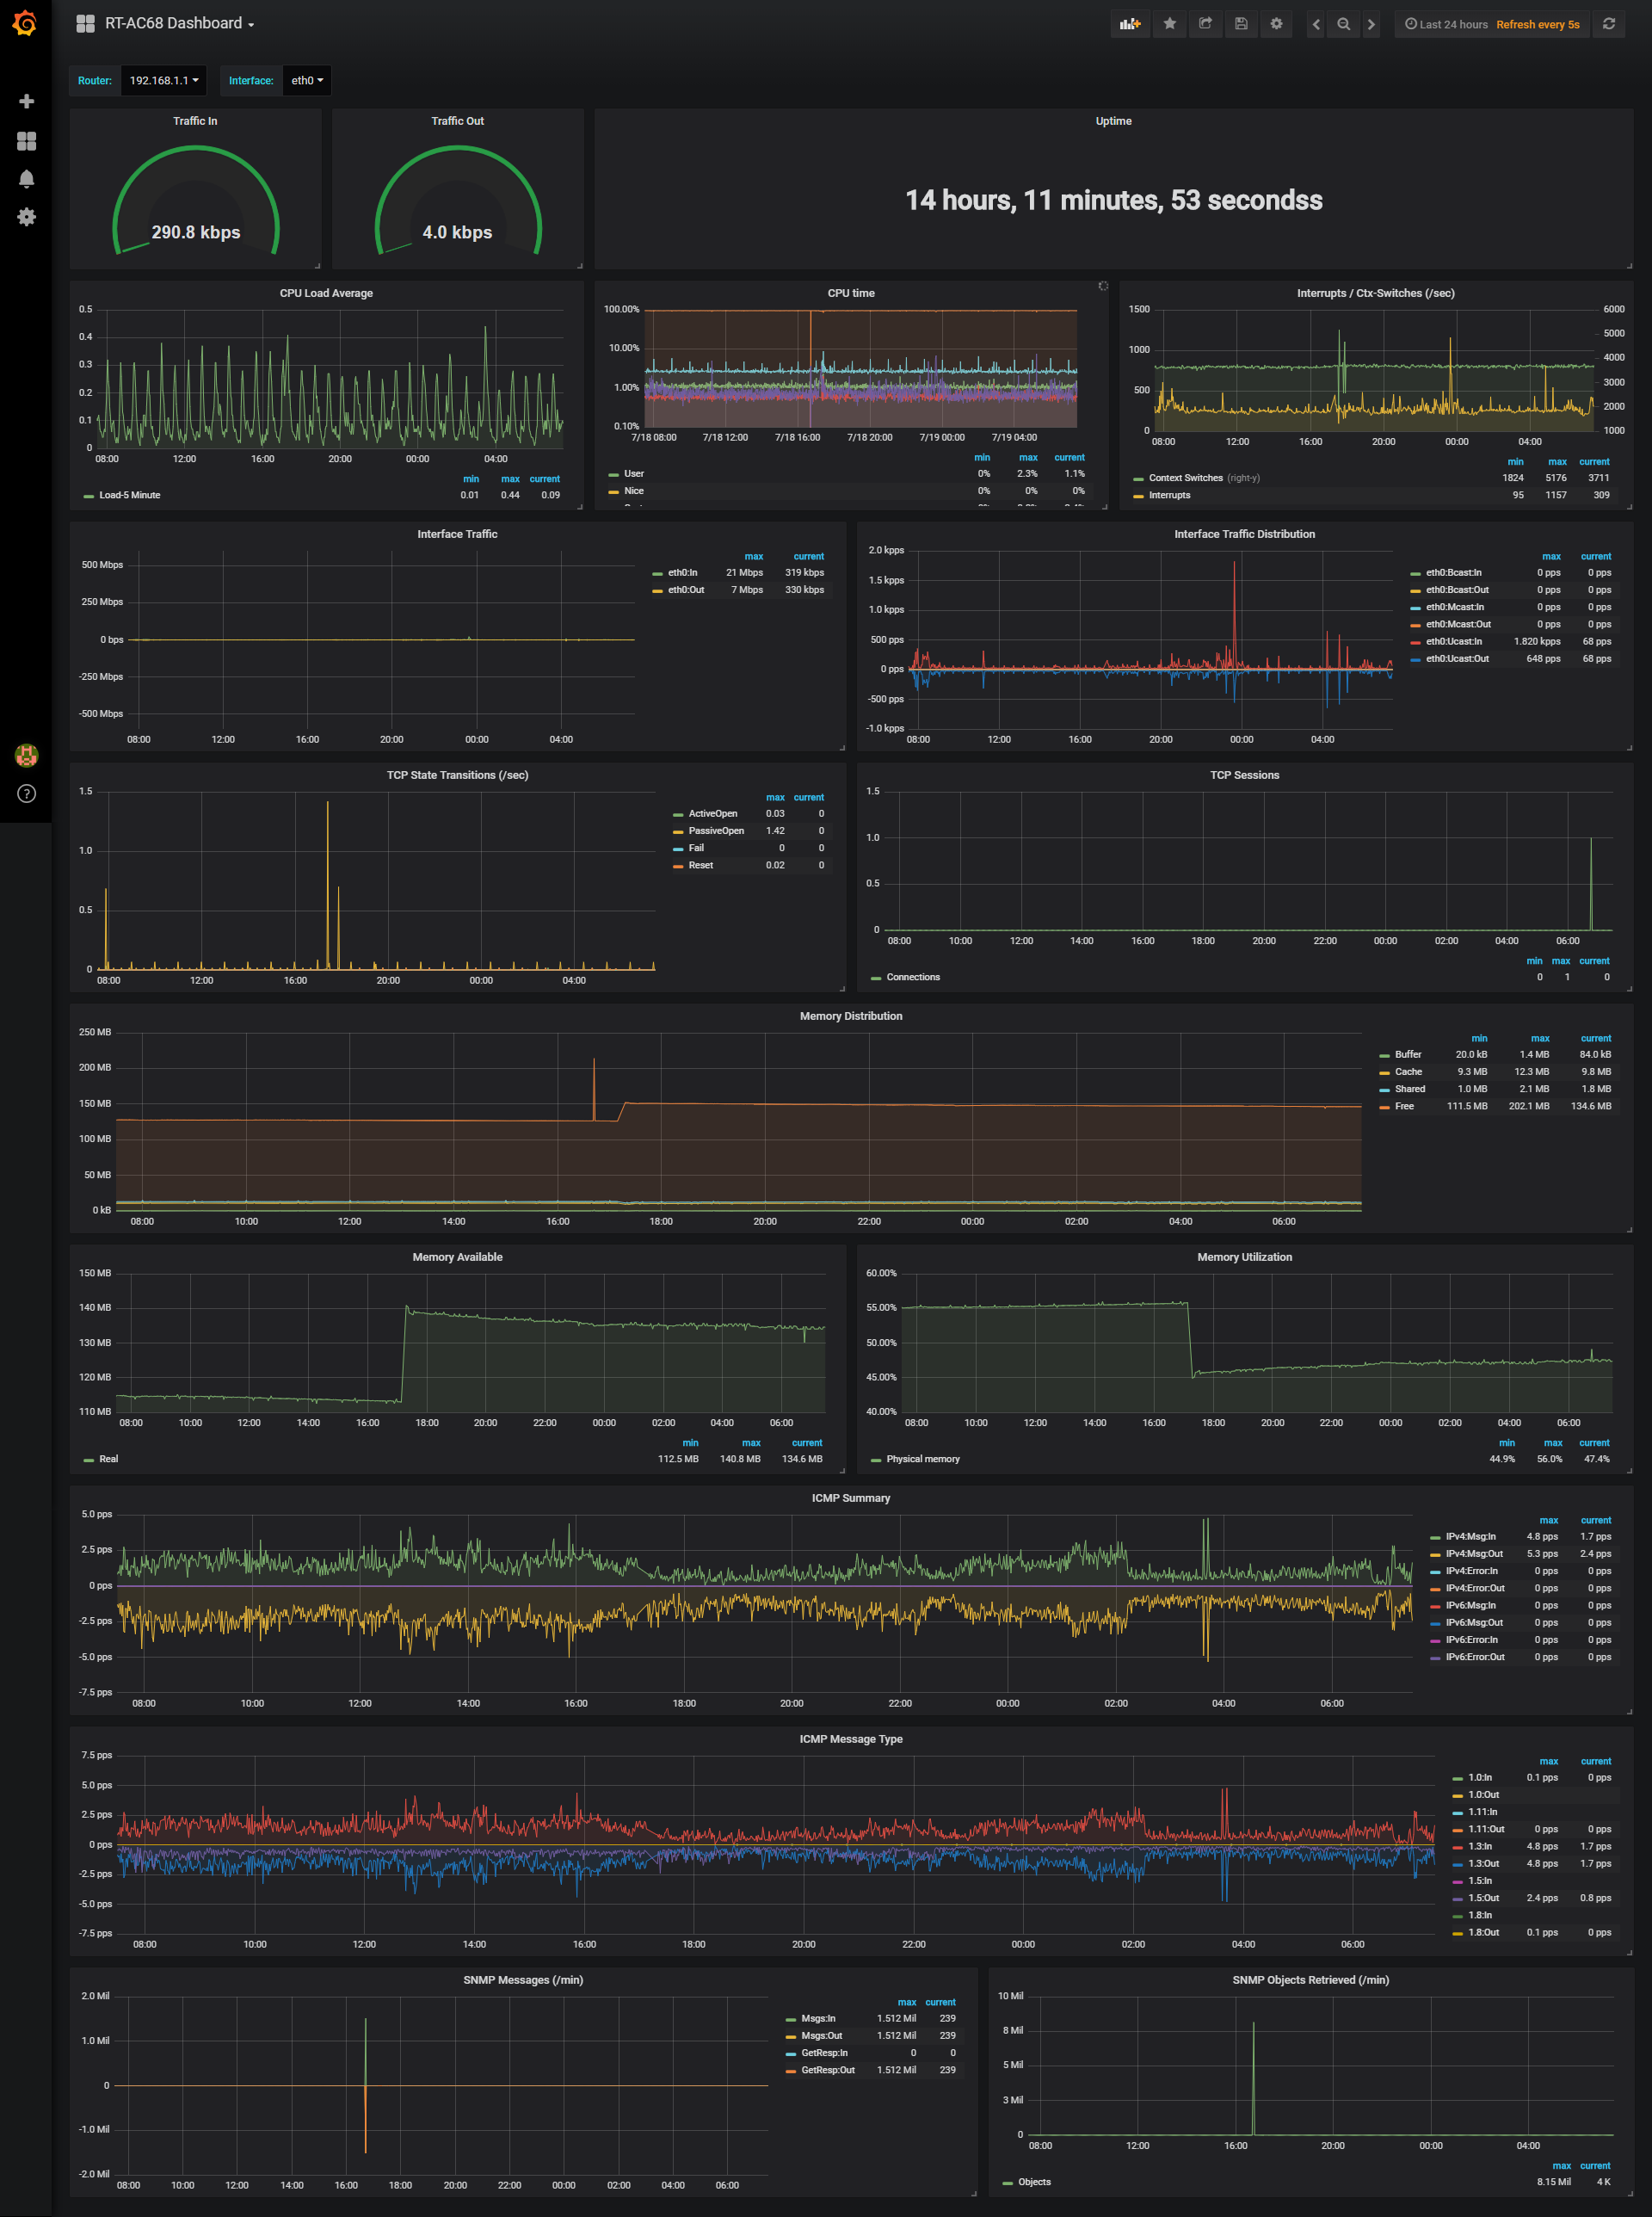 RT-AC68 Dashboard
Last 24 hours Refresh every 5s
Router: 192.168.1.1 Interface: eth0
Traffic In
290.8 kbps
Traffic Out
4.0 kbps
Uptime
14 hours, 11 minutes, 53 secondss
CPU Load Average
0.5
0.4
0.3
0.2
0.1
0
08:00 12:00 16:00 20:00 00:00 04:00
min max current
Load-5 Minute 0.01 0.44 0.09
CPU time
100.00%
10.00%
1.00%
0.10%
7/18 08:00 7/18 12:00 7/18 16:00 7/18 20:00 7/19 00:00 7/19 04:00
min max current
User 0% 2.3% 1.1%
Nice 0% 0% 0%
Interrupts / Ctx-Switches (/sec)
1500 6000
5000
1000 4000
500 3000
2000
0 1000
08:00 12:00 16:00 20:00 00:00 04:00
min max current
Context Switches (right-y) 1824 5176 3711
Interrupts 95 1157 309
Interface Traffic
500 Mbps
250 Mbps
0 bps
-250 Mbps
-500 Mbps
08:00 12:00 16:00 20:00 00:00 04:00
max current
eth0:In 21 Mbps 319 kbps
eth0:Out 7 Mbps 330 kbps
Interface Traffic Distribution
2.0 kpps
1.5 kpps
1.0 kpps
500 pps
0 pps
-500 pps
-1.0 kpps
08:00 12:00 16:00 20:00 00:00 04:00
max current
eth0:Bcast:In 0 pps 0 pps
eth0:Bcast:Out 0 pps 0 pps
eth0:Mcast:In 0 pps 0 pps
eth0:Mcast:Out 0 pps 0 pps
eth0:Ucast:In 1.820 kpps 68 pps
eth0:Ucast:Out 648 pps 68 pps
TCP State Transitions (/sec)
1.5
1.0
0.5
0
08:00 12:00 16:00 20:00 00:00 04:00
max current
ActiveOpen 0.03 0
PassiveOpen 1.42 0
Fail 0 0
Reset 0.02 0
TCP Sessions
1.5
1.0
0.5
0
08:00 10:00 12:00 14:00 16:00 18:00 20:00 22:00 00:00 02:00 04:00 06:00
min max current
Connections 0 1 0
Memory Distribution
250 MB
200 MB
150 MB
100 MB
50 MB
0 kB
08:00 10:00 12:00 14:00 16:00 18:00 20:00 22:00 00:00 02:00 04:00 06:00
min max current
Buffer 20.0 kB 1.4 MB 84.0 kB
Cache 9.3 MB 12.3 MB 9.8 MB
Shared 1.0 MB 2.1 MB 1.8 MB
Free 111.5 MB 202.1 MB 134.6 MB
Memory Available
150 MB
140 MB
130 MB
120 MB
110 MB
08:00 10:00 12:00 14:00 16:00 18:00 20:00 22:00 00:00 02:00 04:00 06:00
min max current
Real 112.5 MB 140.8 MB 134.6 MB
Memory Utilization
60.00%
55.00%
50.00%
45.00%
40.00%
08:00 10:00 12:00 14:00 16:00 18:00 20:00 22:00 00:00 02:00 04:00 06:00
min max current
Physical memory 44.9% 56.0% 47.4%
ICMP Summary
5.0 pps
2.5 pps
0 pps
-2.5 pps
-5.0 pps
-7.5 pps
08:00 10:00 12:00 14:00 16:00 18:00 20:00 22:00 00:00 02:00 04:00 06:00
max current
IPv4:Msg:In 4.8 pps 1.7 pps
IPv4:Msg:Out 5.3 pps 2.4 pps
IPv4:Error:In 0 pps 0 pps
IPv4:Error:Out 0 pps 0 pps
IPv6:Msg:In 0 pps 0 pps
IPv6:Msg:Out 0 pps 0 pps
IPv6:Error:In 0 pps 0 pps
IPv6:Error:Out 0 pps 0 pps
ICMP Message Type
7.5 pps
5.0 pps
2.5 pps
0 pps
-2.5 pps
-5.0 pps
-7.5 pps
08:00 10:00 12:00 14:00 16:00 18:00 20:00 22:00 00:00 02:00 04:00 06:00
max current
1.0:In 0.1 pps 0 pps
1.0:Out
1.11:In
1.11:Out 0 pps 0 pps
1.3:In 4.8 pps 1.7 pps
1.3:Out 4.8 pps 1.7 pps
1.5:In
1.5:Out 2.4 pps 0.8 pps
1.8:In
1.8:Out 0.1 pps 0 pps
SNMP Messages (/min)
2.0 Mil
1.0 Mil
0
-1.0 Mil
-2.0 Mil
08:00 10:00 12:00 14:00 16:00 18:00 20:00 22:00 00:00 02:00 04:00 06:00
max current
Msgs:In 1.512 Mil 239
Msgs:Out 1.512 Mil 239
GetResp:In 0 0
GetResp:Out 1.512 Mil 239
SNMP Objects Retrieved (/min)
10 Mil
8 Mil
5 Mil
3 Mil
0
08:00 12:00 16:00 20:00 00:00 04:00
max current
Objects 8.15 Mil 4 K